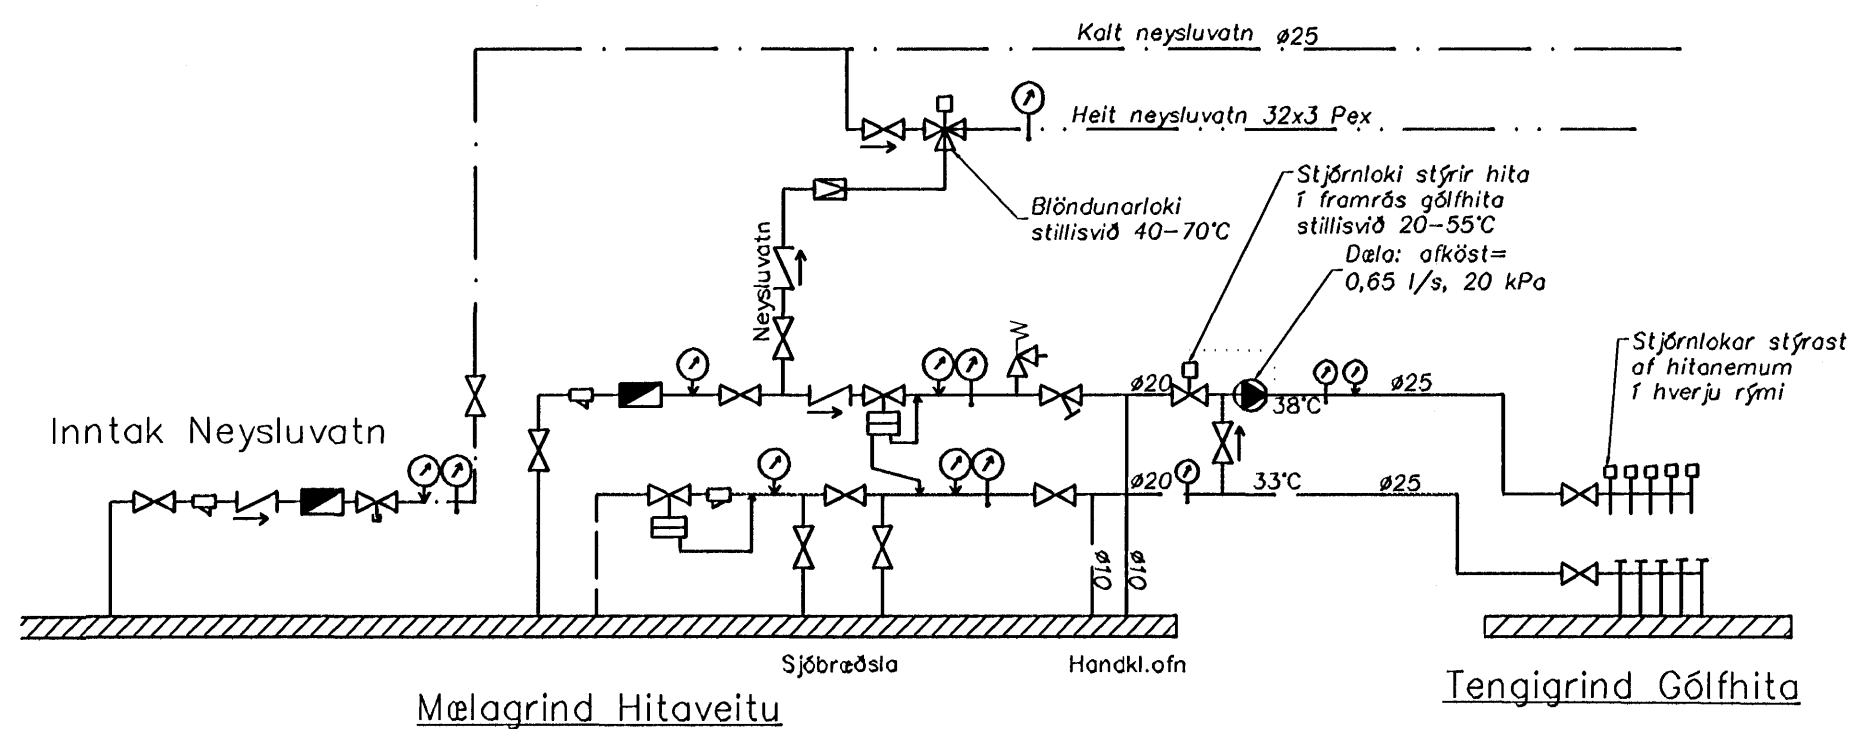 Kalt neysluvatn ø25
Heit neysluvatn 32x3 Pex
Stjórnloki stýrir hita
í framrás gólfhita
stillisvið 20-55°C
Blöndunarloki
stillisvið 40-70°C
Dæla: afköst=
0,65 l/s, 20 kPa
Neysluvatn
Stjórnlokar stýrast
af hitanemum
í hverju rými
ø20
38°C
ø25
Inntak Neysluvatn
ø20
33°C
ø25
ø10
ø10
Sjóbræðsla
Handkl.ofn
Mælagrind Hitaveitu
Tengigrind Gólfhita